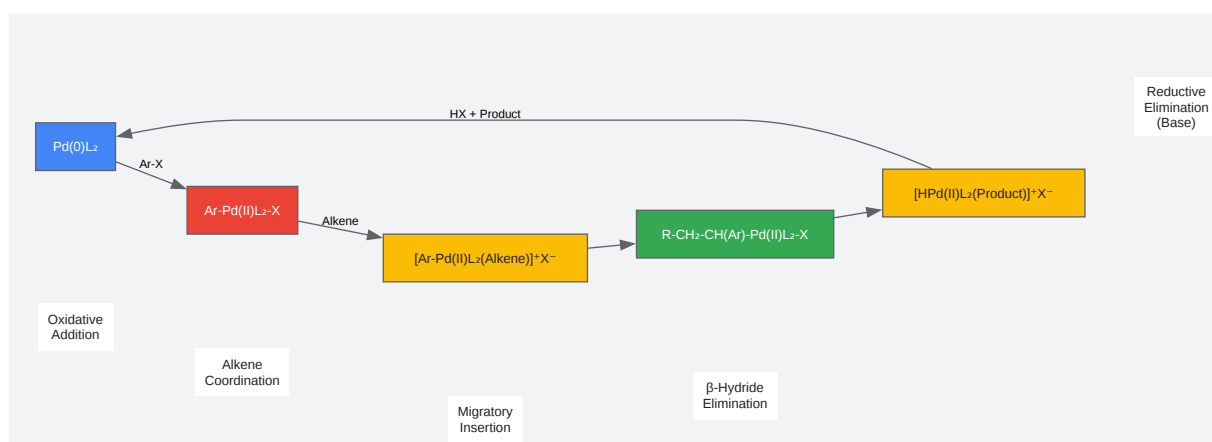 Reductive
Elimination
(Base)
HX + Product
Pd(0)L₂
Ar-X
Ar-Pd(II)L₂-X
Alkene
[Ar-Pd(II)L₂(Alkene)]⁺X⁻
R-CH₂-CH(Ar)-Pd(II)L₂-X
[HPd(II)L₂(Product)]⁺X⁻
Oxidative
Addition
Alkene
Coordination
Migratory
Insertion
β-Hydride
Elimination